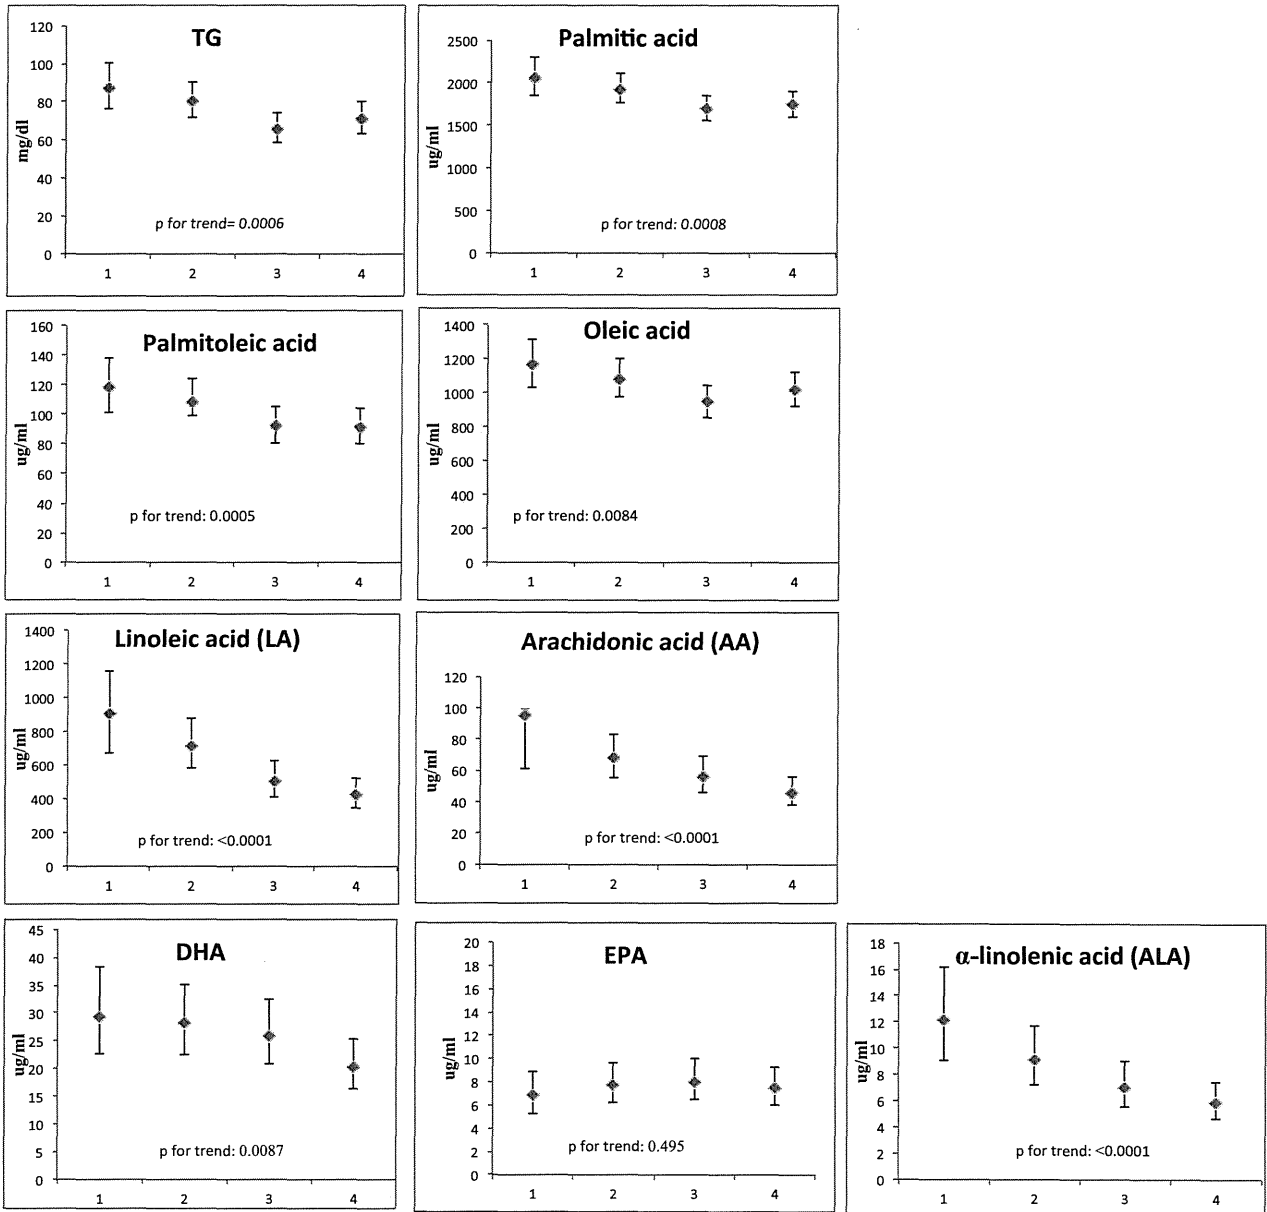 TG
120
100
80
60
40
20
0
mg/dl
p for trend= 0.0006
1 2 3 4
Palmitic acid
2500
2000
1500
1000
500
0
ug/ml
p for trend: 0.0008
1 2 3 4
Palmitoleic acid
160
140
120
100
80
60
40
20
0
ug/ml
p for trend: 0.0005
1 2 3 4
Oleic acid
1400
1200
1000
800
600
400
200
0
ug/ml
p for trend: 0.0084
1 2 3 4
Linoleic acid (LA)
1400
1200
1000
800
600
400
200
0
ug/ml
p for trend: <0.0001
1 2 3 4
Arachidonic acid (AA)
120
100
80
60
40
20
0
ug/ml
p for trend: <0.0001
1 2 3 4
DHA
45
40
35
30
25
20
15
10
5
0
ug/ml
p for trend: 0.0087
1 2 3 4
EPA
20
18
16
14
12
10
8
6
4
2
0
ug/ml
p for trend: 0.495
1 2 3 4
α-linolenic acid (ALA)
18
16
14
12
10
8
6
4
2
0
ug/ml
p for trend: <0.0001
1 2 3 4